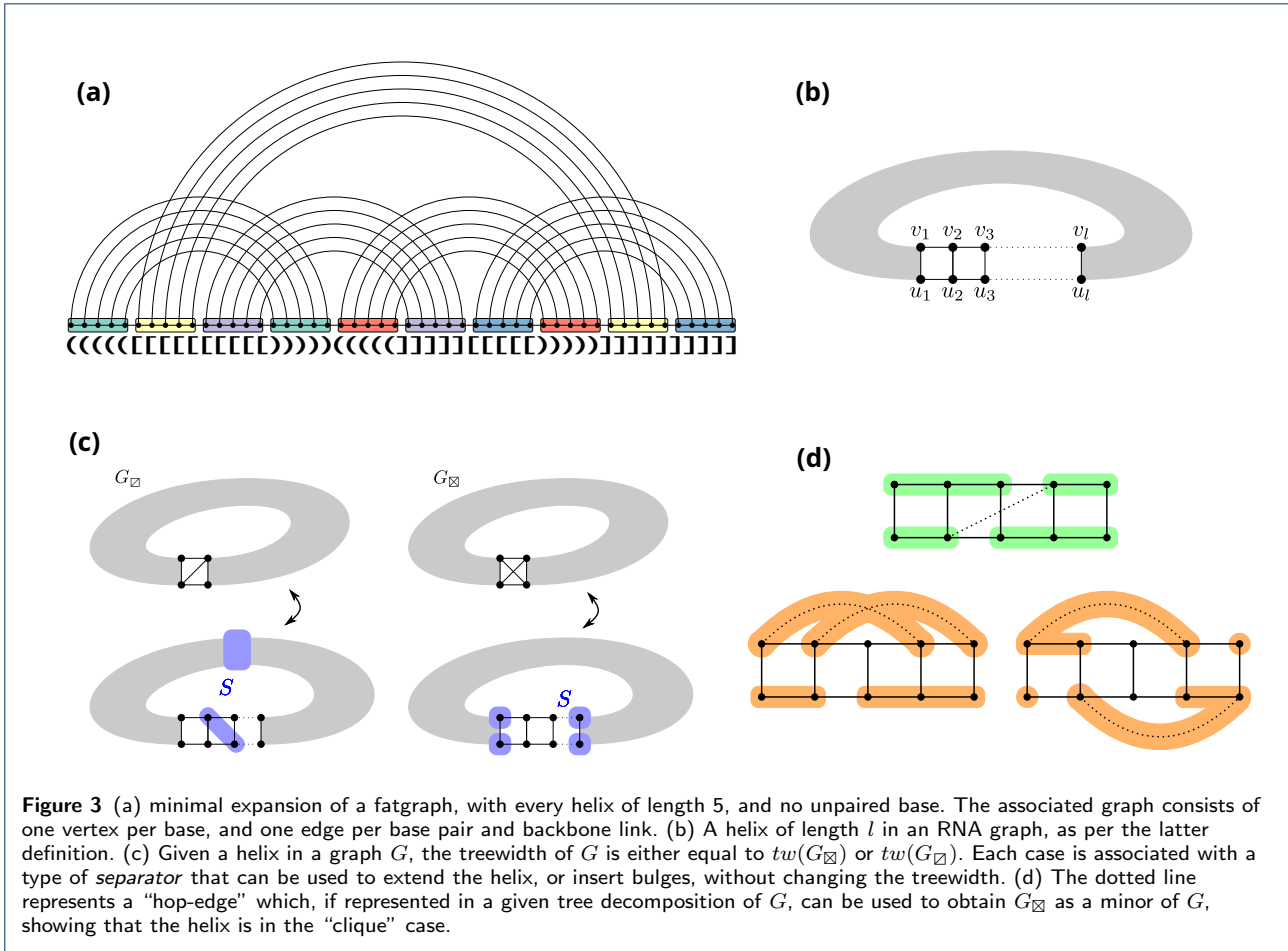 (a)
((((([[[[[[[[[[)))))(((((]]]]][[[[[)))))]]]]]]]]]]
(b)
v₁ v₂ v₃ vₗ
u₁ u₂ u₃ uₗ
(c)
G⧄ G⊠
S S
(d)
Figure 3 (a) minimal expansion of a fatgraph, with every helix of length 5, and no unpaired base. The associated graph consists of
one vertex per base, and one edge per base pair and backbone link. (b) A helix of length l in an RNA graph, as per the latter
definition. (c) Given a helix in a graph G, the treewidth of G is either equal to tw(G⊠) or tw(G⧄). Each case is associated with a
type of separator that can be used to extend the helix, or insert bulges, without changing the treewidth. (d) The dotted line
represents a “hop-edge” which, if represented in a given tree decomposition of G, can be used to obtain G⊠ as a minor of G,
showing that the helix is in the “clique” case.